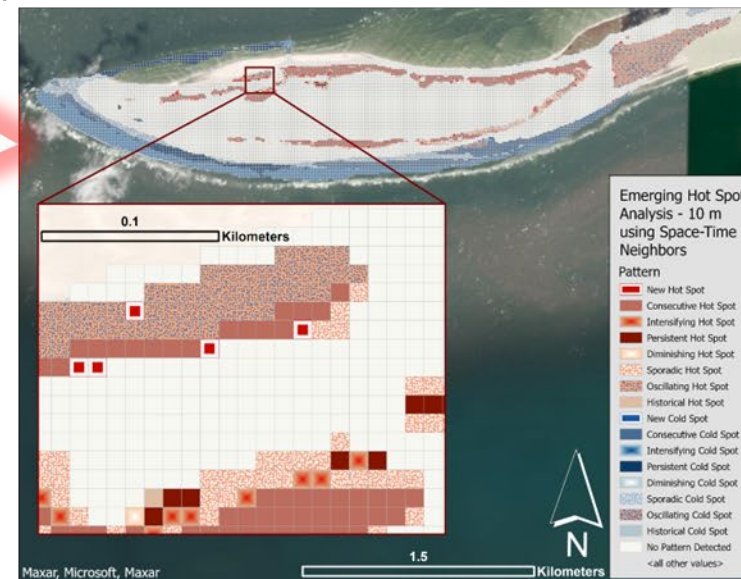 0.1
Kilometers
Emerging Hot Spot
Analysis - 10 m
using Space-Time
Neighbors
Pattern
New Hot Spot
Consecutive Hot Spot
Intensifying Hot Spot
Persistent Hot Spot
Diminishing Hot Spot
Sporadic Hot Spot
Oscillating Hot Spot
Historical Hot Spot
New Cold Spot
Consecutive Cold Spot
Intensifying Cold Spot
Persistent Cold Spot
Diminishing Cold Spot
Sporadic Cold Spot
Oscillating Cold Spot
Historical Cold Spot
No Pattern Detected
<all other values>
N
1.5
Kilometers
Maxar, Microsoft, Maxar